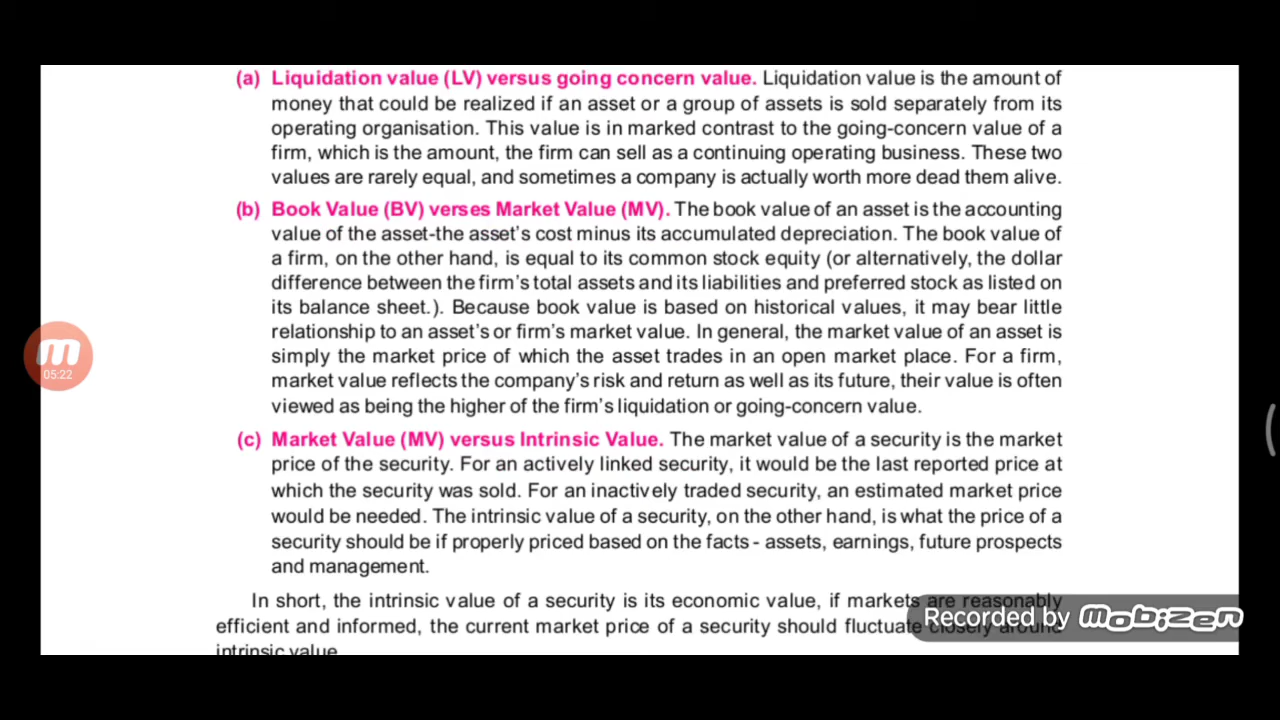 (a) Liquidation value (LV) versus going concern value. Liquidation value is the amount of
money that could be realized if an asset or a group of assets is sold separately from its
operating organisation. This value is in marked contrast to the going-concern value of a
firm, which is the amount, the firm can sell as a continuing operating business. These two
values are rarely equal, and sometimes a company is actually worth more dead them alive.
(b) Book Value (BV) verses Market Value (MV). The book value of an asset is the accounting
value of the asset-the asset's cost minus its accumulated depreciation. The book value of
a firm, on the other hand, is equal to its common stock equity (or alternatively, the dollar
difference between the firm's total assets and its liabilities and preferred stock as listed on
its balance sheet.). Because book value is based on historical values, it may bear little
relationship to an asset's or firm's market value. In general, the market value of an asset is
simply the market price of which the asset trades in an open market place. For a firm,
market value reflects the company's risk and return as well as its future, their value is often
viewed as being the higher of the firm's liquidation or going-concern value.
(c) Market Value (MV) versus Intrinsic Value. The market value of a security is the market
price of the security. For an actively linked security, it would be the last reported price at
which the security was sold. For an inactively traded security, an estimated market price
would be needed. The intrinsic value of a security, on the other hand, is what the price of a
security should be if properly priced based on the facts - assets, earnings, future prospects
and management.
In short, the intrinsic value of a security is its economic value, if markets are reasonably
efficient and informed, the current market price of a security should fluctuate closely around
intrinsic value
05:22
Recorded by mobizen